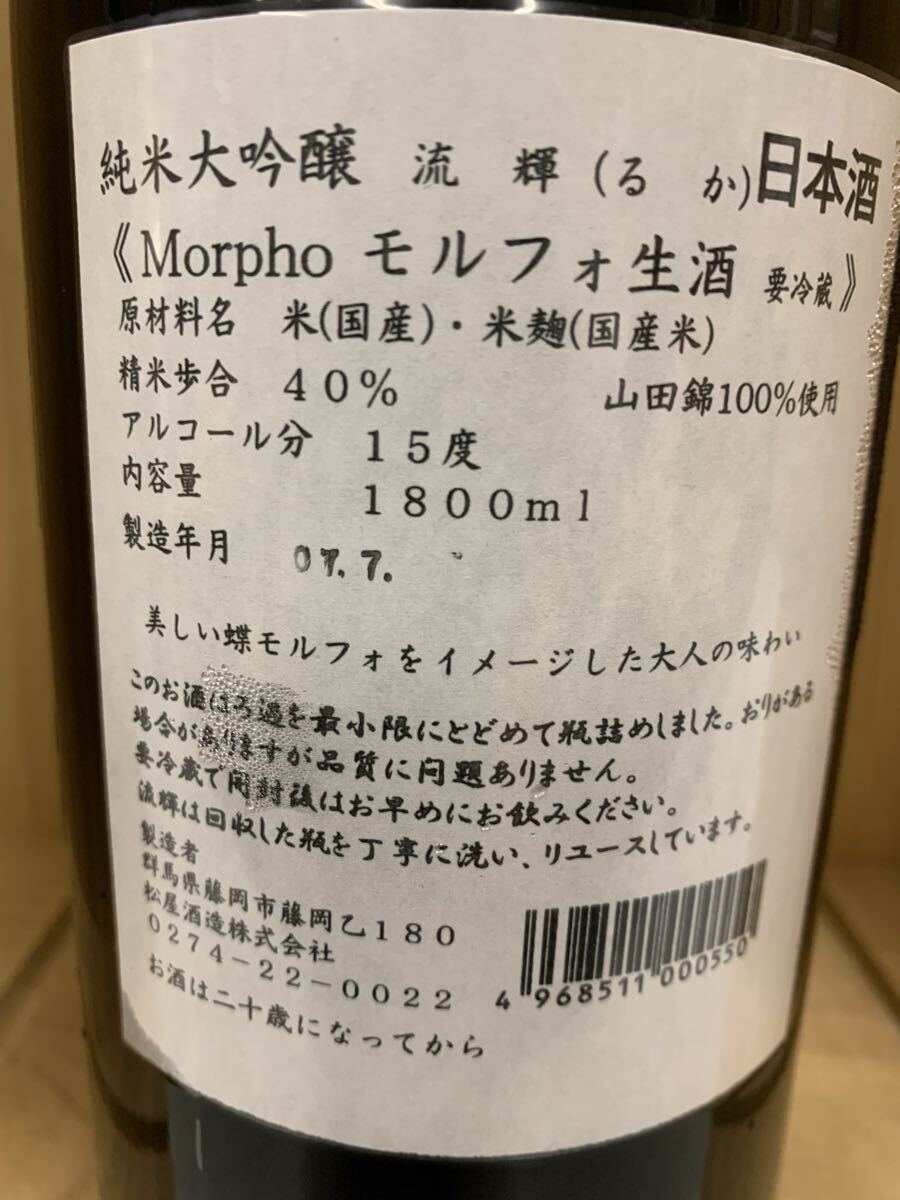 純米大吟醸　流　輝　(る　か)日本酒
《Morpho モルフォ生酒　要冷蔵》
原材料名　米(国産)・米麹(国産米)
精米歩合　４０％　山田錦100%使用
アルコール分　１５度
内容量　１８００ｍｌ
製造年月　07.7.
美しい蝶モルフォをイメージした大人の味わい
このお酒はろ過を最小限にとどめて瓶詰めしました。おりがある
場合がありますが品質に問題ありません。
要冷蔵で開封後はお早めにお飲みください。
流輝は回収した瓶を丁寧に洗い、リユースしています。
製造者
群馬県藤岡市藤岡乙１８０
松屋酒造株式会社
０２７４－２２－００２２
4 968511 000550
お酒は二十歳になってから